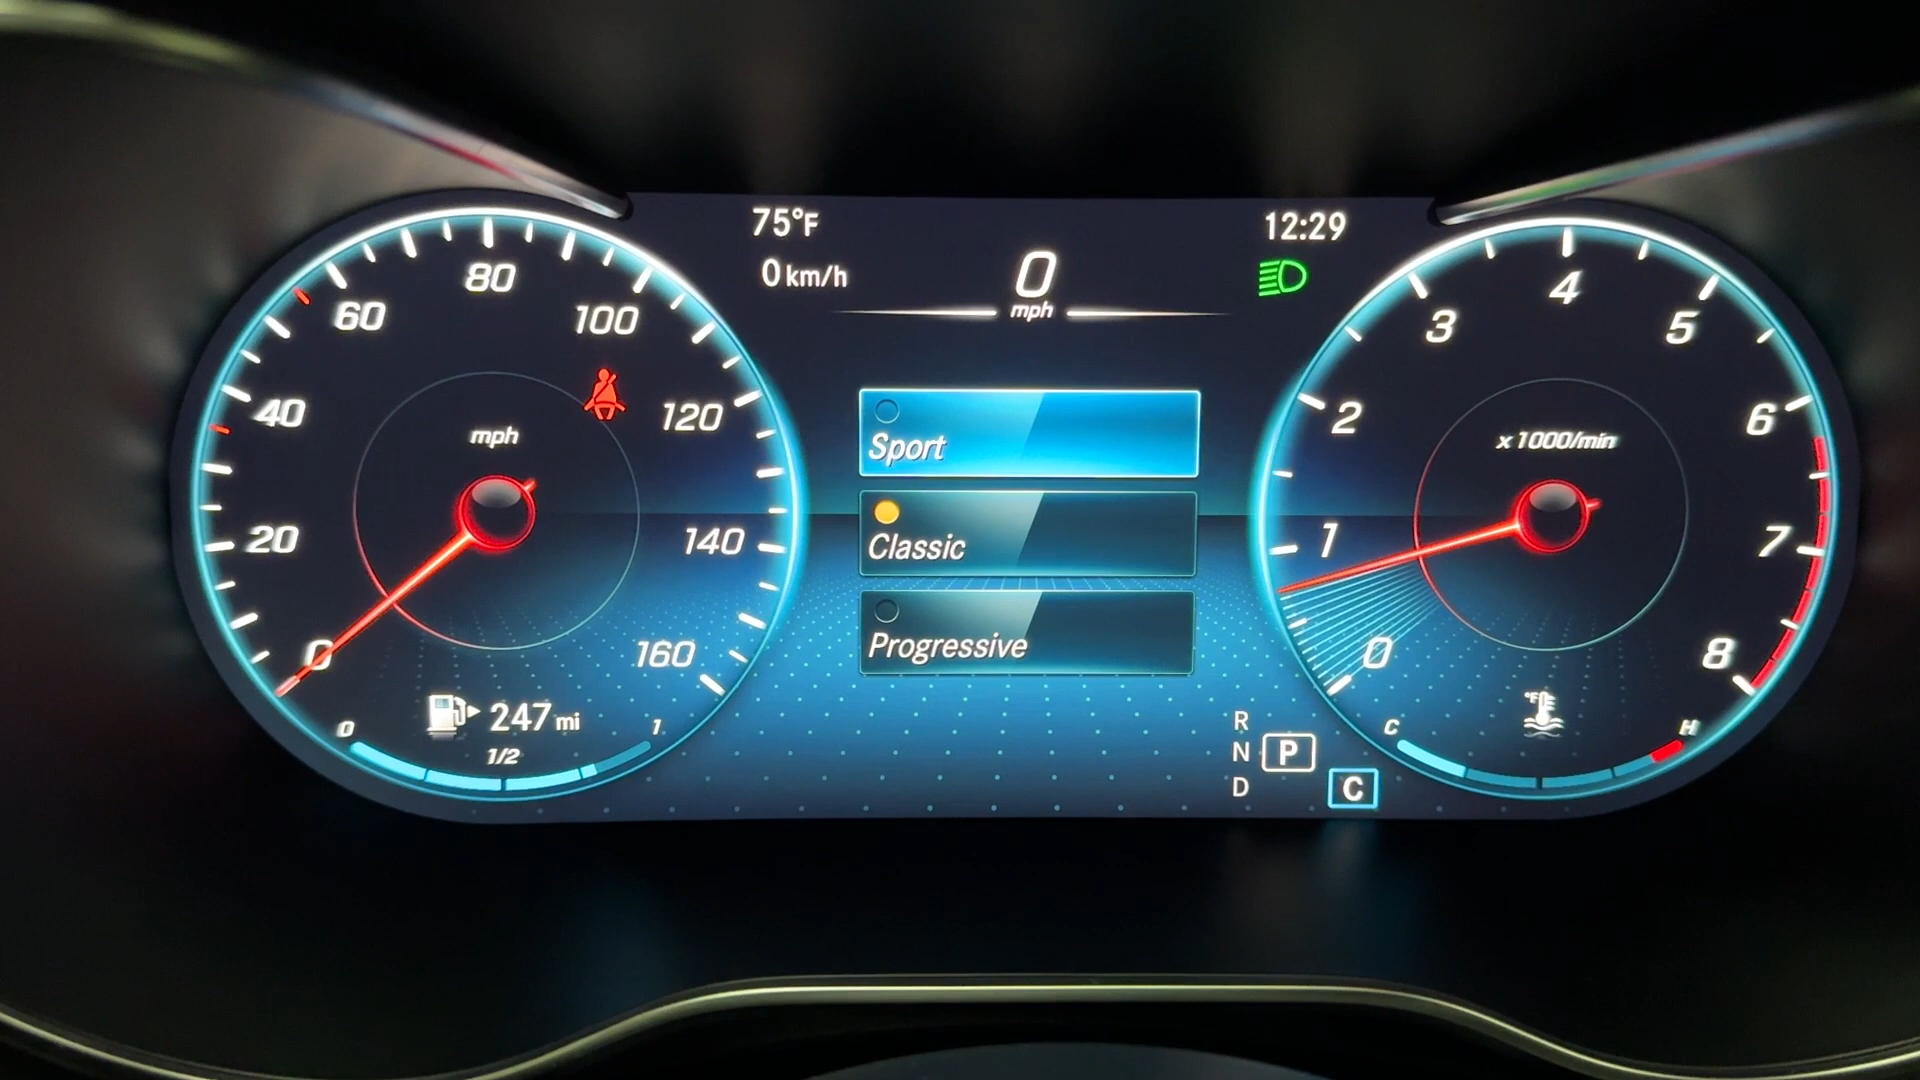 75°F
12:29
0 km/h
0
mph
80
60
100
40
120
mph
20
140
0
160
247 mi
0
1/2
1
Sport
Classic
Progressive
4
3
5
2
6
x 1000/min
1
7
0
8
°F
C
H
R
N
P
D
C